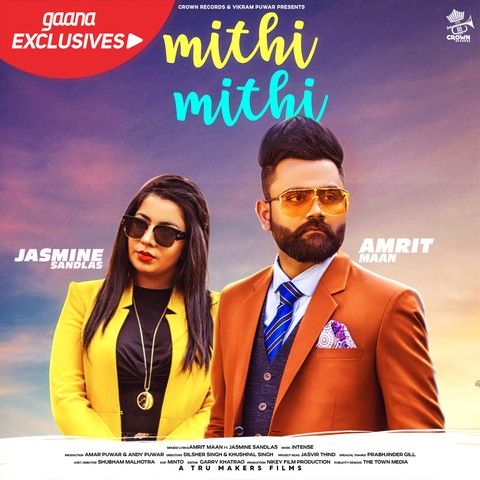 gaana
EXCLUSIVES
CROWN RECORDS & VIKRAM PUWAR PRESENTS
CROWN
RECORDS
mithi
mithi
JASMINE
SANDLAS
AMRIT
MAAN
SINGER/LYRICS AMRIT MAAN FT. JASMINE SANDLAS MUSIC INTENSE
PRODUCTION AMAR PUWAR & ANDY PUWAR DIRECTORS DILSHER SINGH & KHUSHPAL SINGH PROJECT HEAD JASVIR THIND SPEACIAL THANKS PRABHJINDER GILL
ASST. DIRECTOR SHUBHAM MALHOTRA DOP MINTO EDITOR GARRY KHATRAO PRODUCTION NIKEY FILM PRODUCTION PUBLICITY DESIGNS THE TOWN MEDIA
A TRU MAKERS FILMS